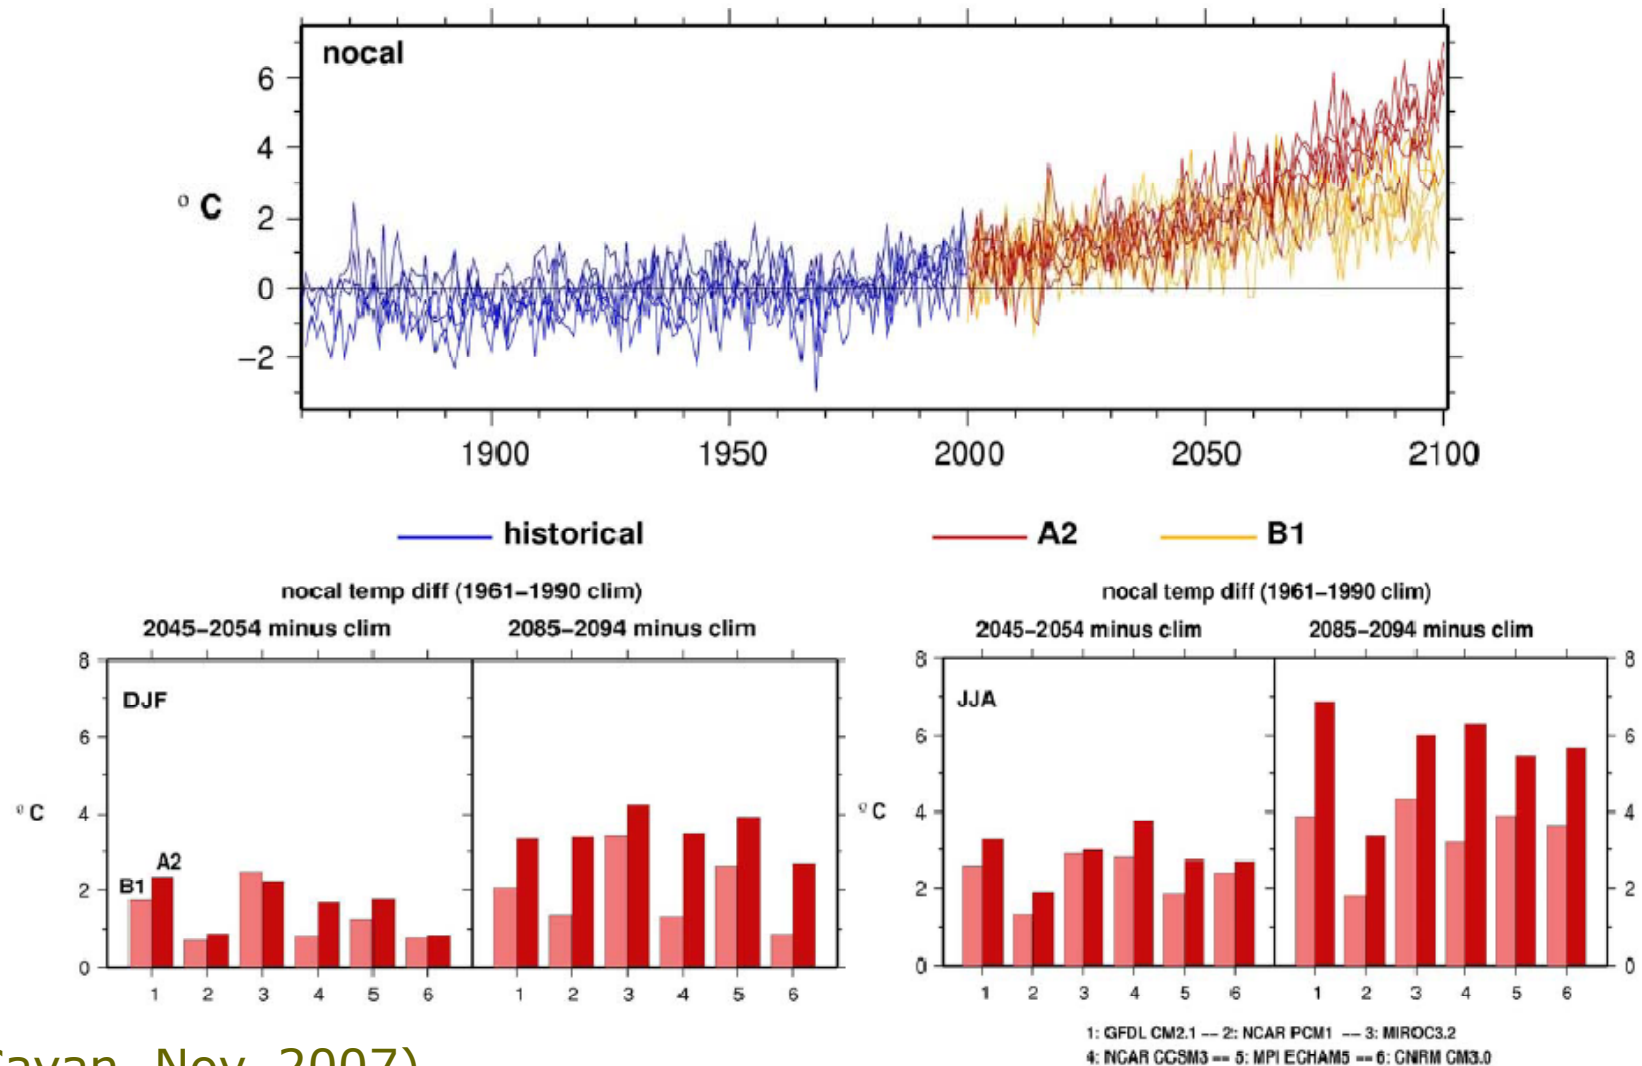 nocal
6
4
° C
2
0
−2
1900 1950 2000 2050 2100
historical A2 B1
nocal temp diff (1961−1990 clim)
2045−2054 minus clim 2085−2094 minus clim
8
DJF
6
° C
4
A2
B1
2
0
1 2 3 4 5 6 1 2 3 4 5 6
nocal temp diff (1961−1990 clim)
2045−2054 minus clim 2085−2094 minus clim
8 8
JJA
6 6
° C
4 4
2 2
0 0
1 2 3 4 5 6 1 2 3 4 5 6
1: GFDL CM2.1 −− 2: NCAR PCM1 −− 3: MIROC3.2
4: NCAR CCSM3 −− 5: MPI ECHAM5 −− 6: CNRM CM3.0
Nov 2007)